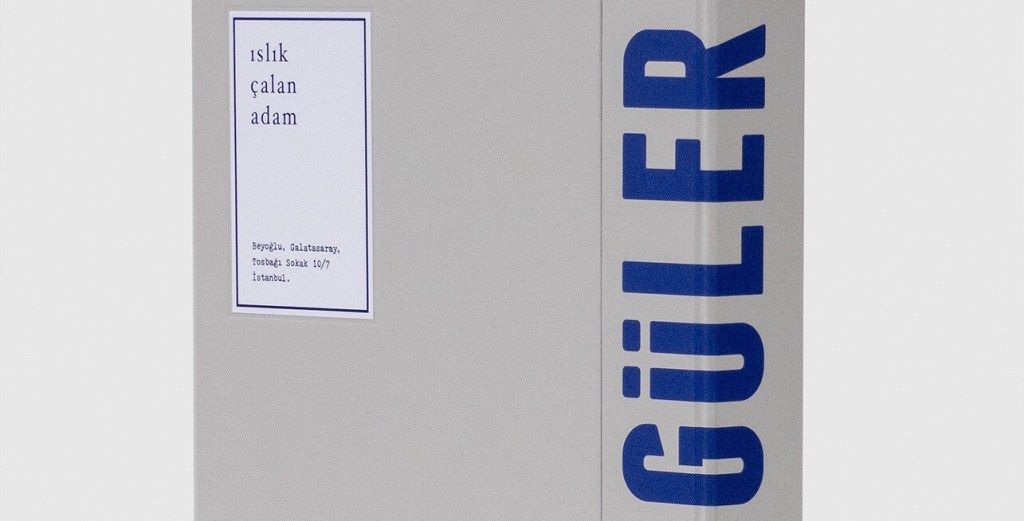 ıslık
çalan
adam
Beyoğlu, Galatasaray,
Tosbağı Sokak 10/7
İstanbul.
GÜLER